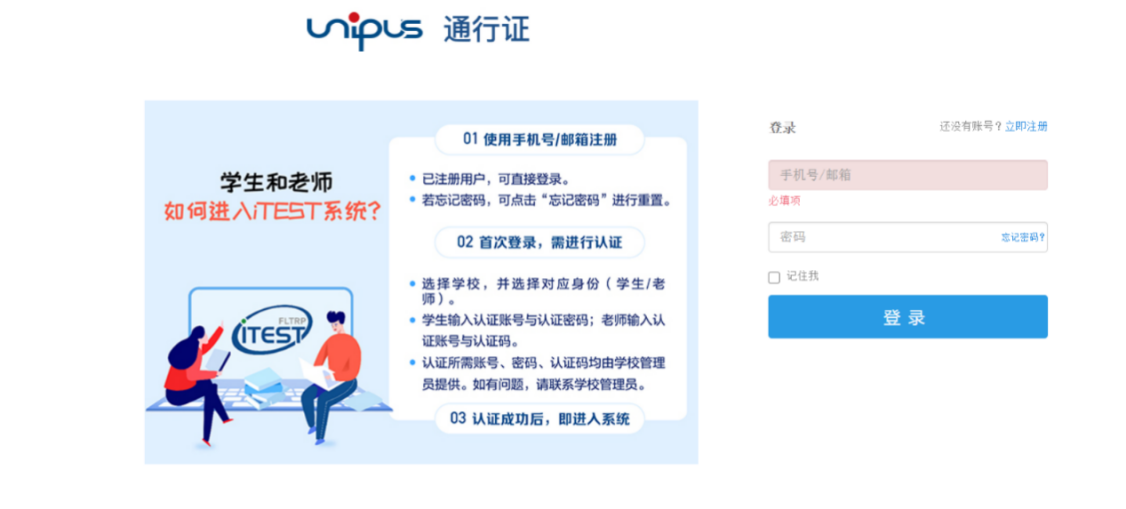 unipus 通行证
01 使用手机号/邮箱注册
已注册用户，可直接登录。
若忘记密码，可点击“忘记密码”进行重置。
学生和老师
如何进入iTEST系统?
02 首次登录，需进行认证
选择学校，并选择对应身份（学生/老
师）。
学生输入认证账号与认证密码；老师输入认
证账号与认证码。
认证所需账号、密码、认证码均由学校管理
员提供。如有问题，请联系学校管理员。
03 认证成功后，即进入系统
FLTRP
iTEST
登录
还没有账号？立即注册
手机号/邮箱
必填项
密码
忘记密码?
记住我
登 录